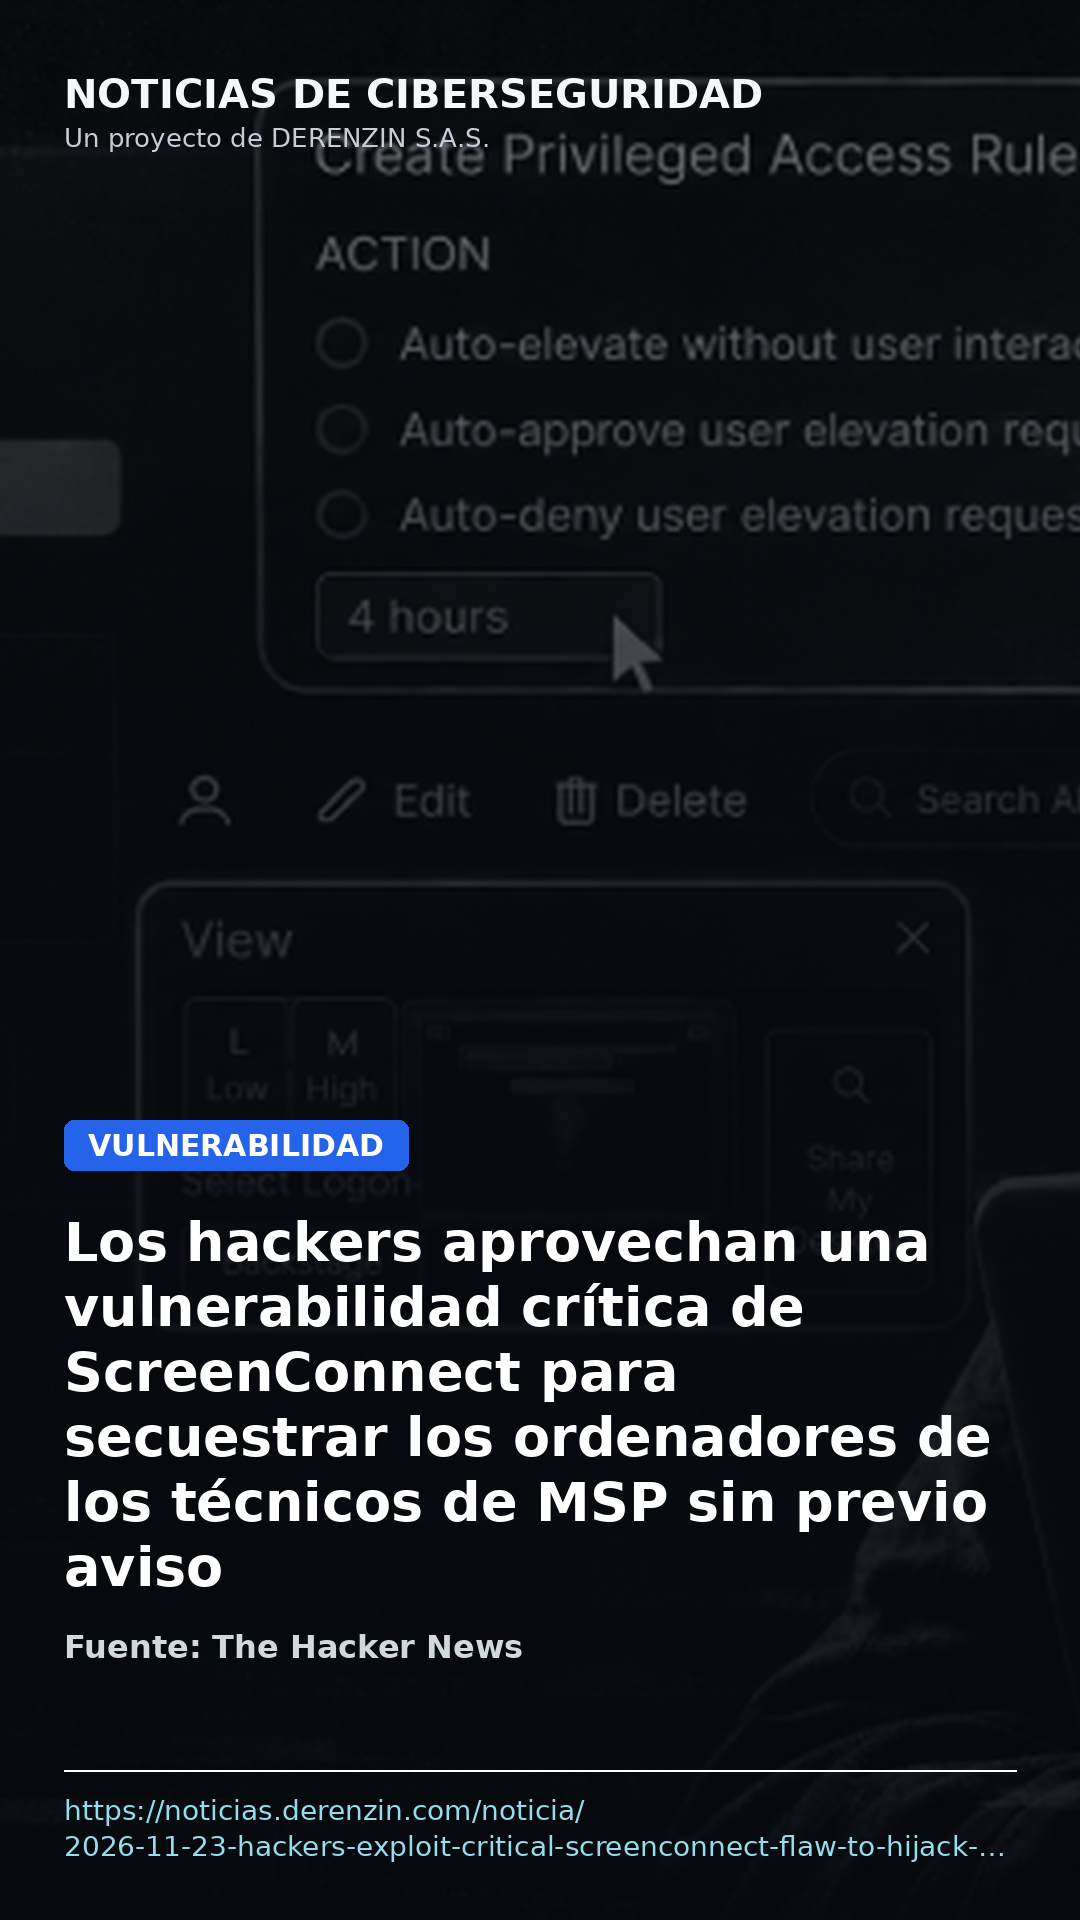 NOTICIAS DE CIBERSEGURIDAD
Un proyecto de DERENZIN S.A.S.
Create Privileged Access Rule
ACTION
Auto-elevate without user interac
Auto-approve user elevation requ
Auto-deny user elevation reques
4 hours
Edit
Delete
Search Al
View
L
Low
M
High
Share
My
Select Logon
Backstage
VULNERABILIDAD
Los hackers aprovechan una
vulnerabilidad crítica de
ScreenConnect para
secuestrar los ordenadores de
los técnicos de MSP sin previo
aviso
Fuente: The Hacker News
https://noticias.derenzin.com/noticia/
2026-11-23-hackers-exploit-critical-screenconnect-flaw-to-hijack-…